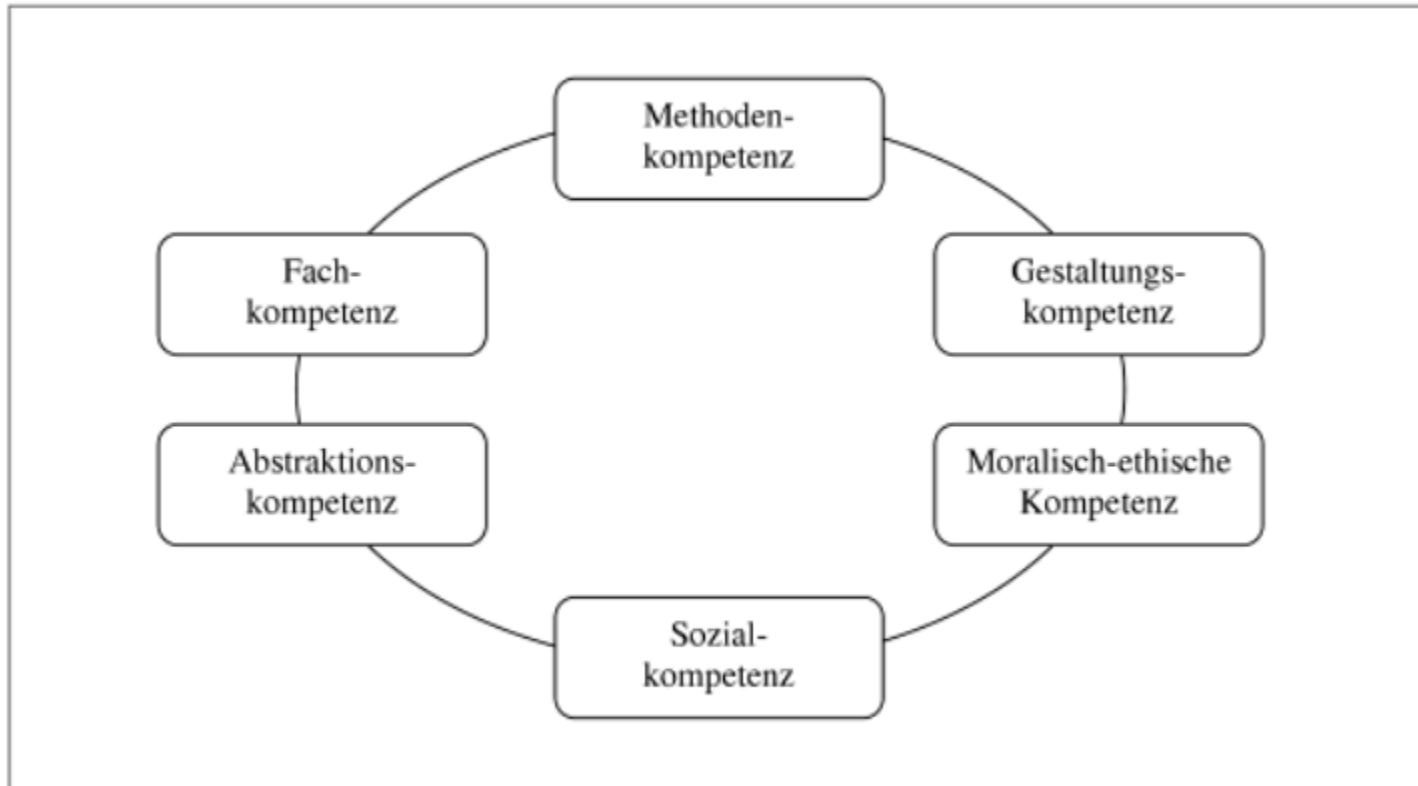 Methoden-
kompetenz
Fach-
kompetenz
Gestaltungs-
kompetenz
Abstraktions-
kompetenz
Moralisch-ethische
Kompetenz
Sozial-
kompetenz